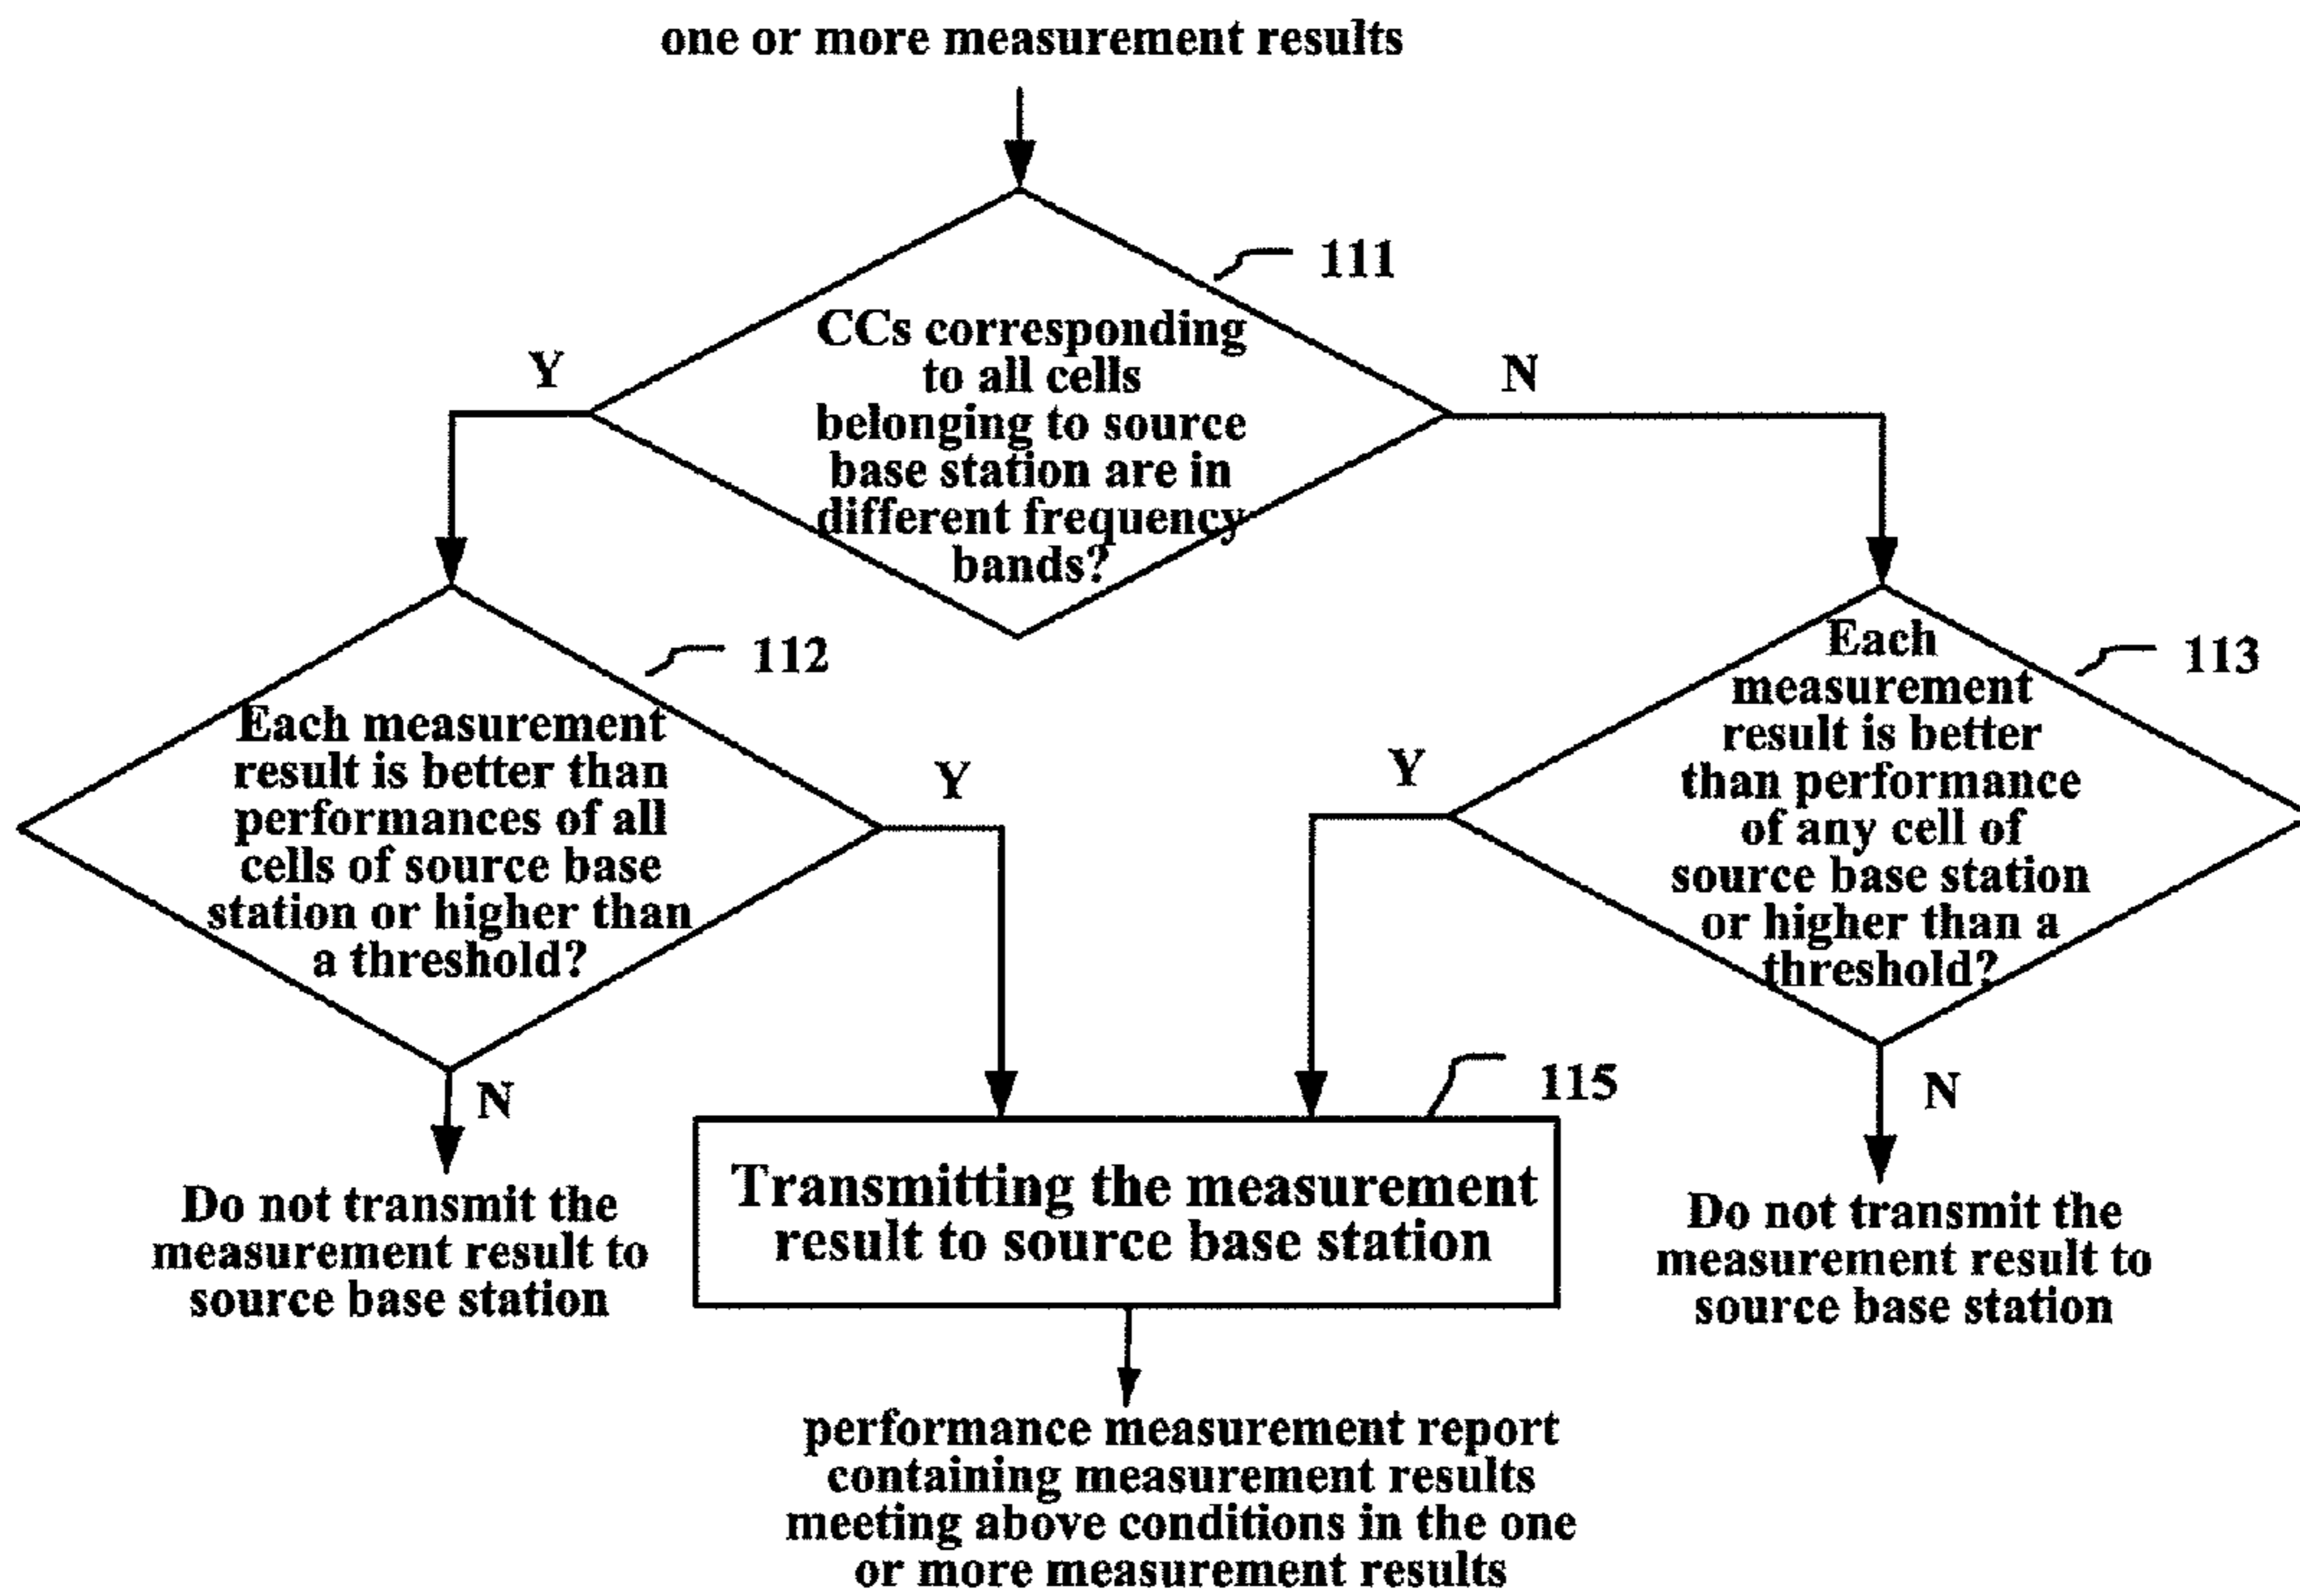 one or more measurement results
111
CCs corresponding
to all cells
belonging to source
base station are in
different frequency
bands?
Y
N
112
Each measurement
result is better than
performances of all
cells of source base
station or higher than
a threshold?
Y
N
113
Each
measurement
result is better
than performance
of any cell of
source base station
or higher than a
threshold?
Y
N
Do not transmit the
measurement result to
source base station
115
Transmitting the measurement
result to source base station
Do not transmit the
measurement result to
source base station
performance measurement report
containing measurement results
meeting above conditions in the one
or more measurement results